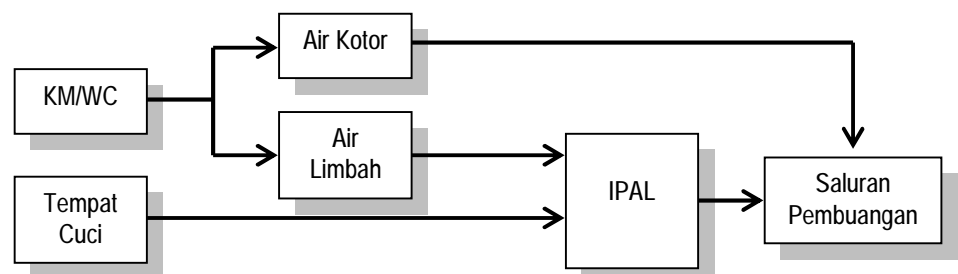 Air Kotor
KM/WC
Air
Limbah
IPAL
Saluran
Pembuangan
Tempat
Cuci